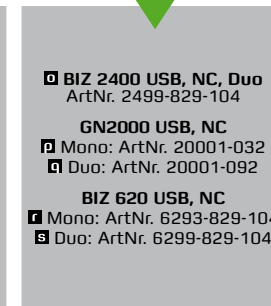 o BIZ 2400 USB, NC, Duo
ArtNr. 2499-829-104
GN2000 USB, NC
p Mono: ArtNr. 20001-032
q Duo: ArtNr. 20001-092
BIZ 620 USB, NC
r Mono: ArtNr. 6293-829-104
s Duo: ArtNr. 6299-829-104